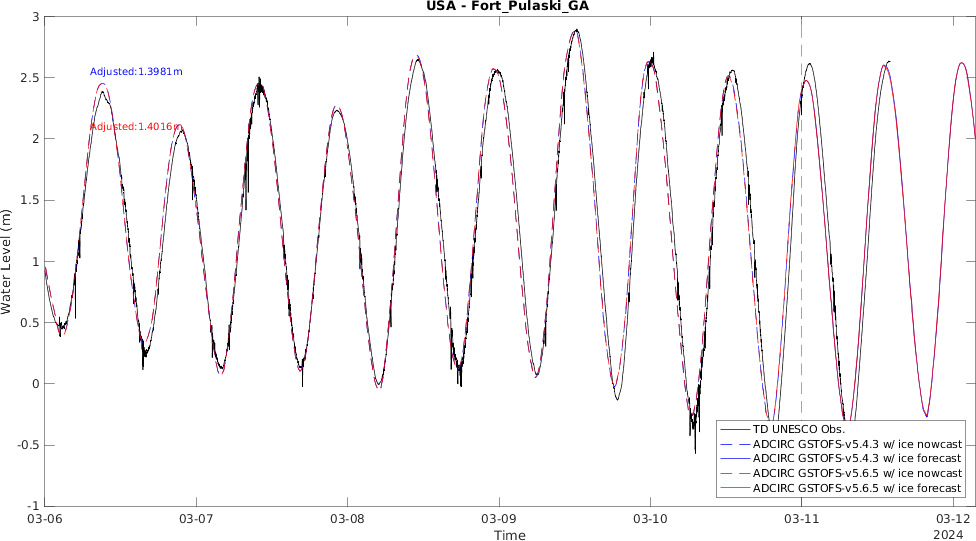 USA - Fort_Pulaski_GA
3
2.5
2
1.5
1
0.5
0
-0.5
-1
Water Level (m)
Adjusted:1.3981m
Adjusted:1.4016m
TD UNESCO Obs.
ADCIRC GSTOFS-v5.4.3 w/ ice nowcast
ADCIRC GSTOFS-v5.4.3 w/ ice forecast
ADCIRC GSTOFS-v5.6.5 w/ ice nowcast
ADCIRC GSTOFS-v5.6.5 w/ ice forecast
03-06 03-07 03-08 03-09 03-10 03-11 03-12
Time
2024